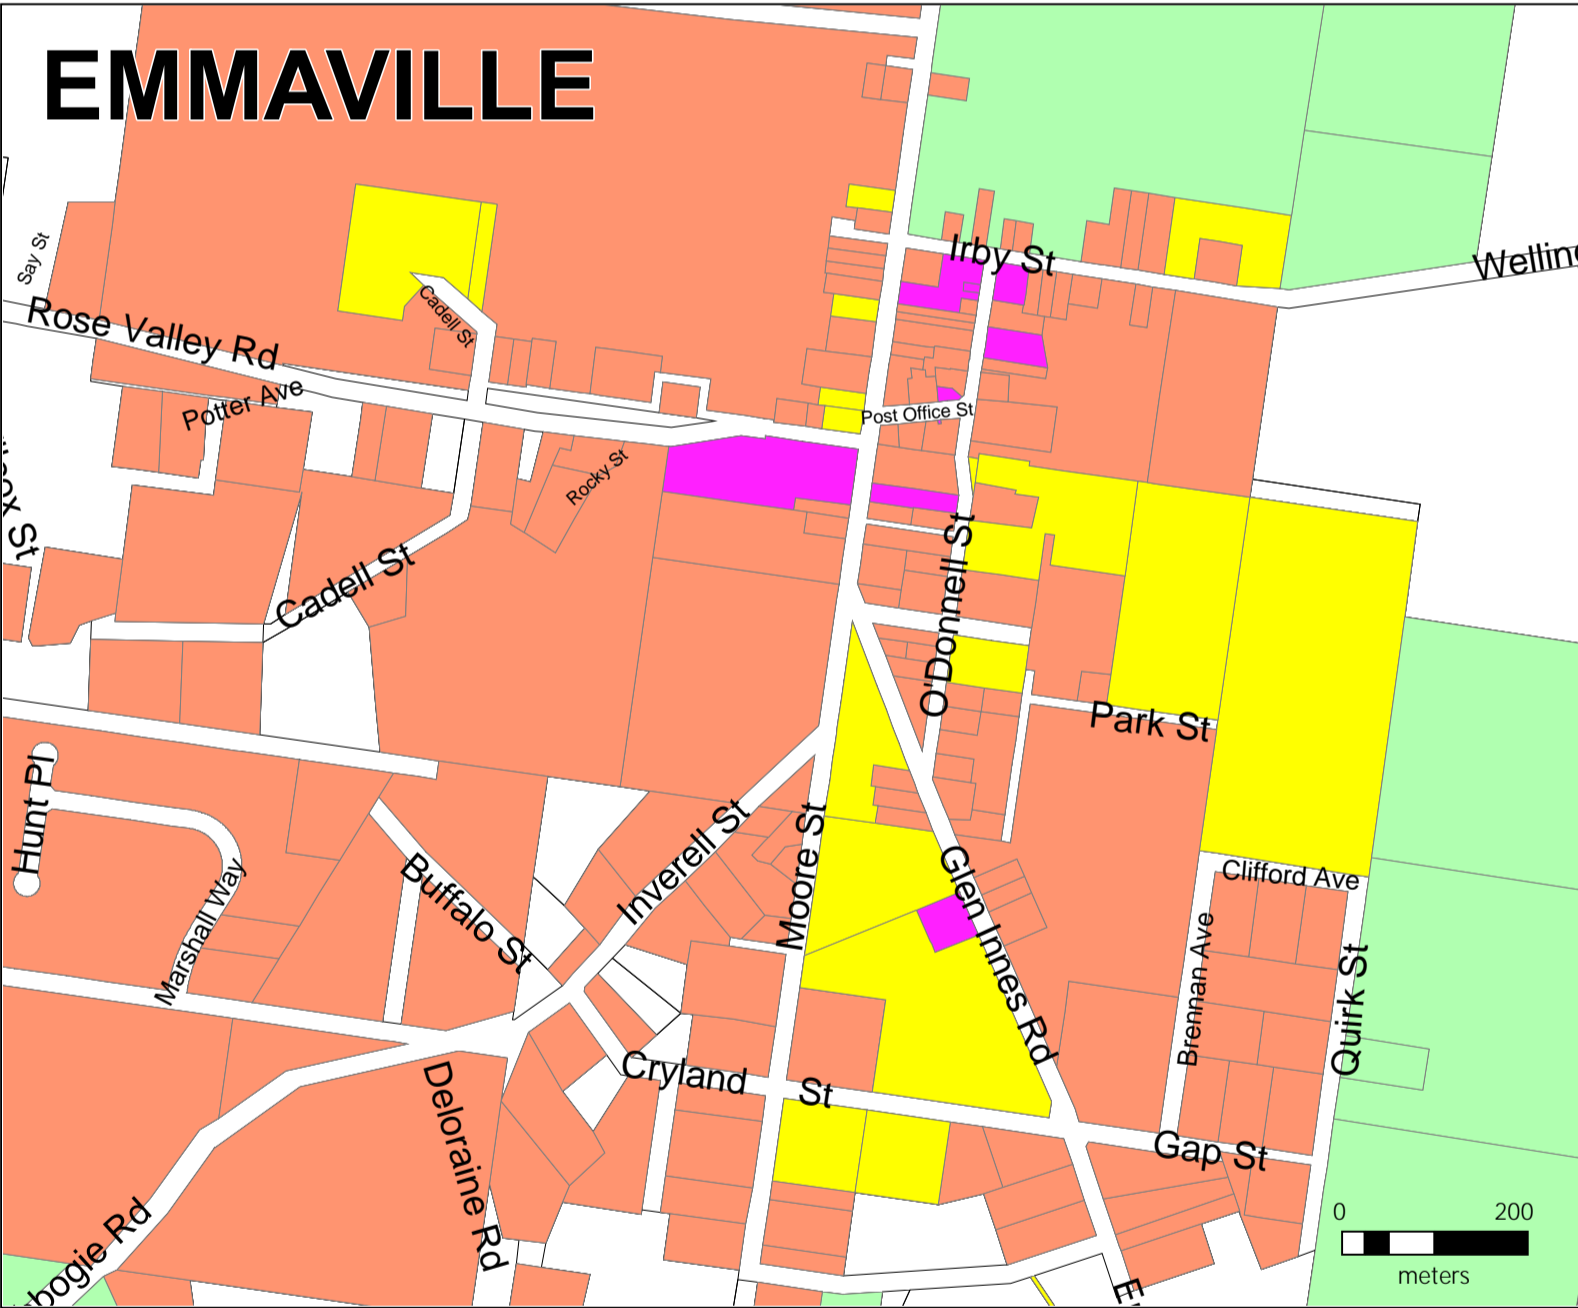 EMMAVILLE
Say St
Irby St
Rose Valley Rd
Cadell St
Potter Ave
Post Office St
Rocky St
O'Donnell St
Cadell St
Park St
Hunt Pl
Marshall Way
Buffalo St
Inverell St
Moore St
Glen Innes Rd
Clifford Ave
Brennan Ave
Quirk St
Cryland St
Gap St
Deloraine Rd
0 200
meters